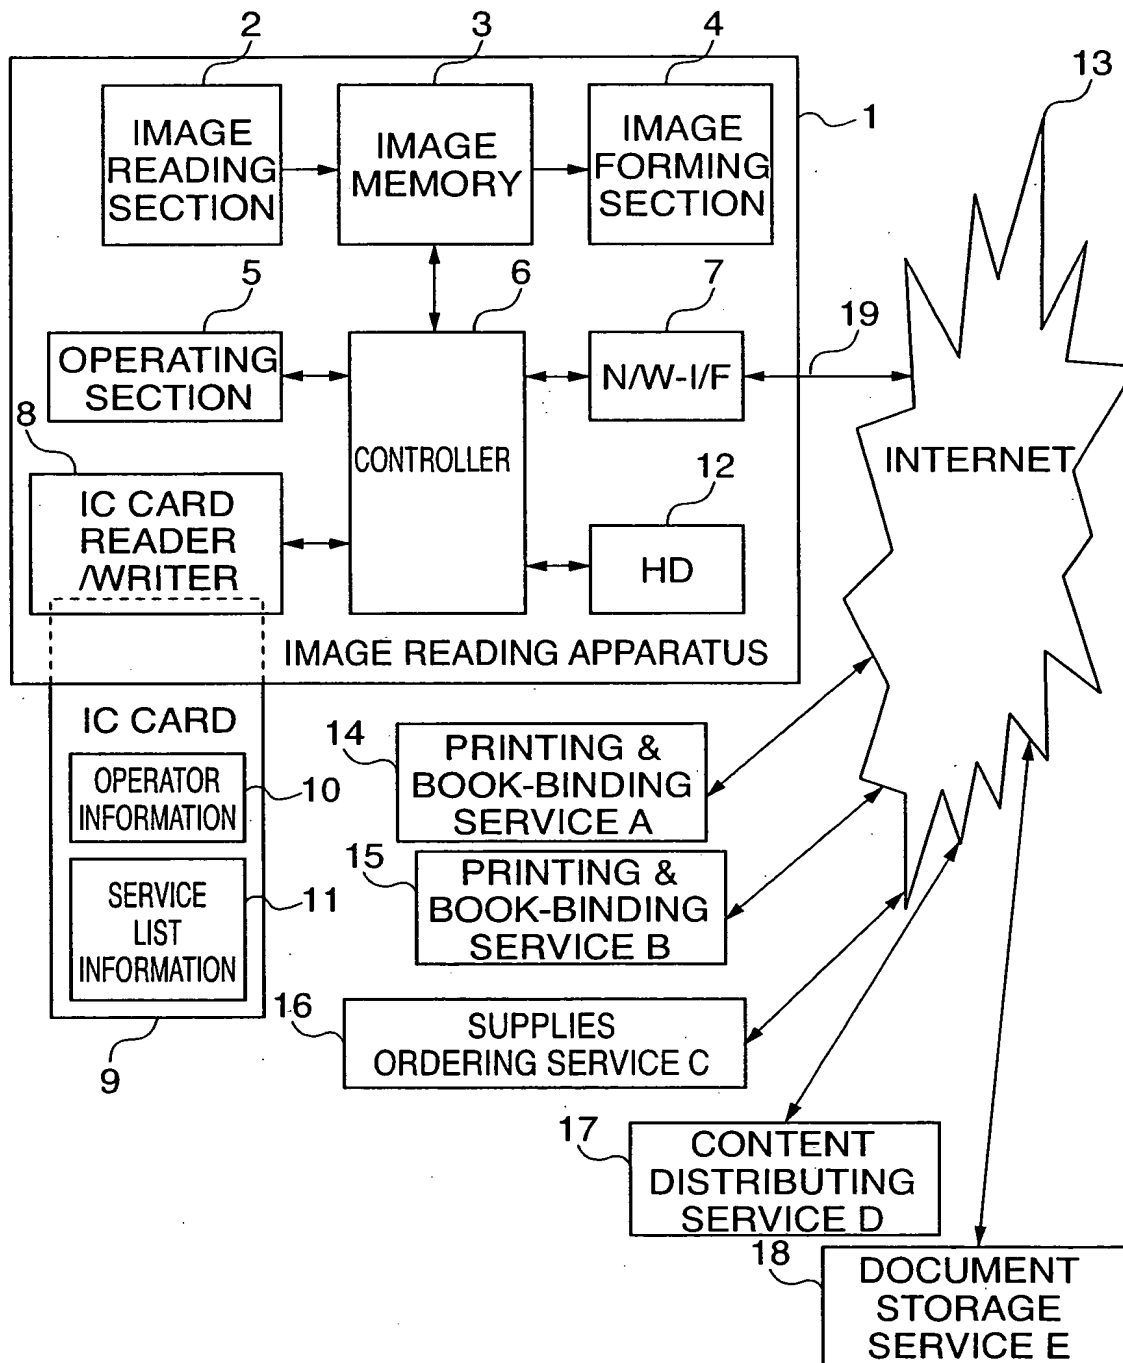 2
3
4
13
IMAGE
READING
SECTION
IMAGE
MEMORY
IMAGE
FORMING
SECTION
1
5
6
7
19
OPERATING
SECTION
CONTROLLER
N/W-I/F
INTERNET
8
12
IC CARD
READER
/WRITER
HD
IMAGE READING APPARATUS
IC CARD
OPERATOR
INFORMATION
10
SERVICE
LIST
INFORMATION
11
9
14
PRINTING &
BOOK-BINDING
SERVICE A
15
PRINTING &
BOOK-BINDING
SERVICE B
16
SUPPLIES
ORDERING SERVICE C
17
CONTENT
DISTRIBUTING
SERVICE D
18
DOCUMENT
STORAGE
SERVICE E